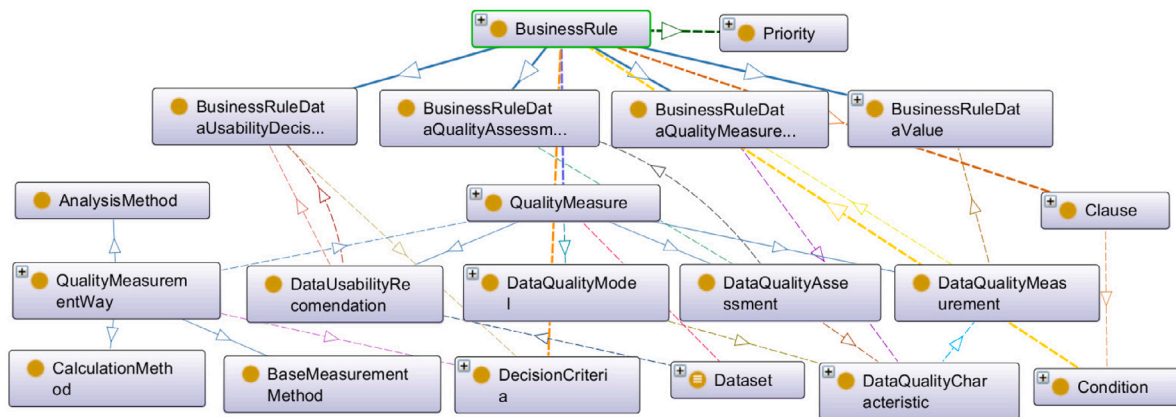 BusinessRule
Priority
BusinessRuleDat
aUsabilityDecis...
BusinessRuleDat
aQualityAssessm...
BusinessRuleDat
aQualityMeasure...
BusinessRuleDat
aValue
AnalysisMethod
QualityMeasure
Clause
QualityMeasurem
entWay
DataUsabilityRe
comendation
DataQualityMode
l
DataQualityAsse
ssment
DataQualityMeas
urement
CalculationMeth
od
BaseMeasurement
Method
DecisionCriteri
a
Dataset
DataQualityChar
acteristic
Condition